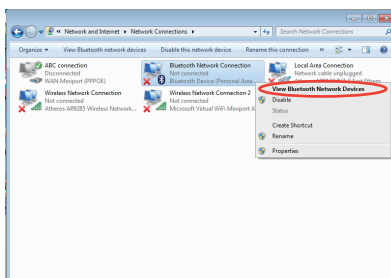 « Network and Internet ▸ Network Connections ▸
Search Network Connections
Organize ▾ View Bluetooth network devices Disable this network device Rename this connection »
ABC connection
Disconnected
WAN Miniport (PPPOE)
Bluetooth Network Connection
Not connected
Bluetooth Device (Personal Area...
Local Area Connection
Network cable unplugged
Wireless Network Connection
Not connected
Atheros AR9285 Wireless Network...
Wireless Network Connection 2
Not connected
Microsoft Virtual WiFi Miniport A
View Bluetooth Network Devices
Disable
Status
Create Shortcut
Rename
Properties